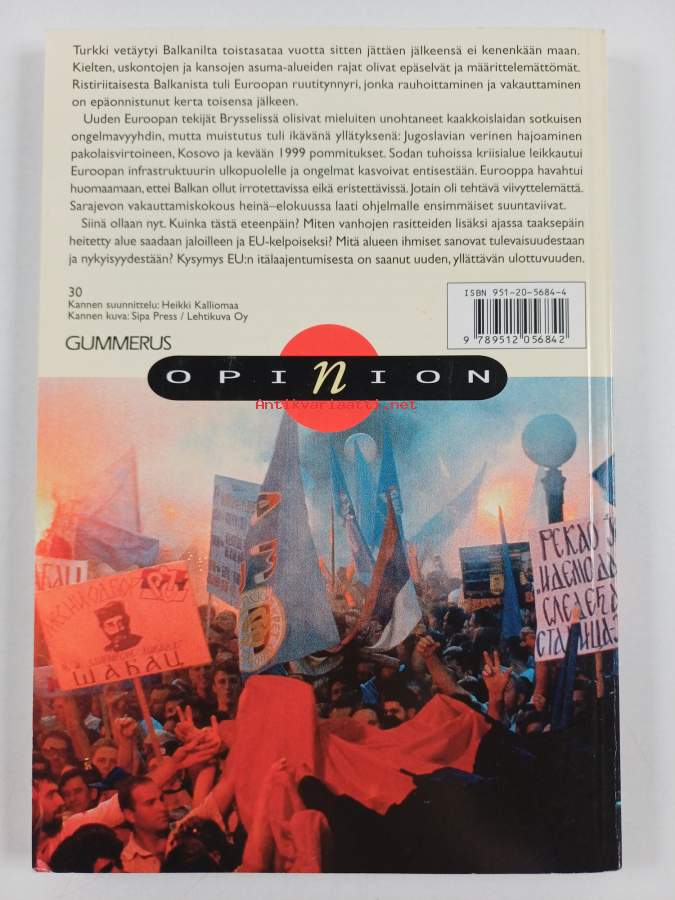 Turkki vetäytyi Balkanilta toistasataa vuotta sitten jättäen jälkeensä ei kenenkään maan.
Kielten, uskontojen ja kansojen asuma-alueiden rajat olivat epäselvät ja määrittelemättömät.
Ristiriitaisesta Balkanista tuli Euroopan ruutitynnyri, jonka rauhoittaminen ja vakauttaminen
on epäonnistunut kerta toisensa jälkeen.
Uuden Euroopan tekijät Brysselissä olisivat mieluiten unohtaneet kaakkoislaidan sotkuisen
ongelmavyyhdin, mutta muistutus tuli ikävänä yllätyksenä: Jugoslavian verinen hajoaminen
pakolaisvirtoineen, Kosovo ja kevään 1999 pommitukset. Sodan tuhoissa kriisialue leikkautui
Euroopan infrastruktuurin ulkopuolelle ja ongelmat kasvoivat entisestään. Eurooppa havahtui
huomaamaan, ettei Balkan ollut irrotettavissa eikä eristettävissä. Jotain oli tehtävä viivyttelemättä.
Sarajevon vakauttamiskokous heinä–elokuussa laati ohjelmalle ensimmäiset suuntaviivat.
Siinä ollaan nyt. Kuinka tästä eteenpäin? Miten vanhojen rasitteiden lisäksi ajassa taaksepäin
heitetty alue saadaan jaloilleen ja EU-kelpoiseksi? Mitä alueen ihmiset sanovat tulevaisuudestaan
ja nykyisyydestään? Kysymys EU:n itälaajentumisesta on saanut uuden, yllättävän ulottuvuuden.
30
Kannen suunnittelu: Heikki Kalliomaa
Kannen kuva: Sipa Press / Lehtikuva Oy
GUMMERUS
ISBN 951-20-5684-4
9 789512 056842
OPINION
Antikvariaatti.net
ШАБАЦ
РЕКАО
"ИДЕМО ДА
СЛЕДЕЋ
СТАНИЦА: